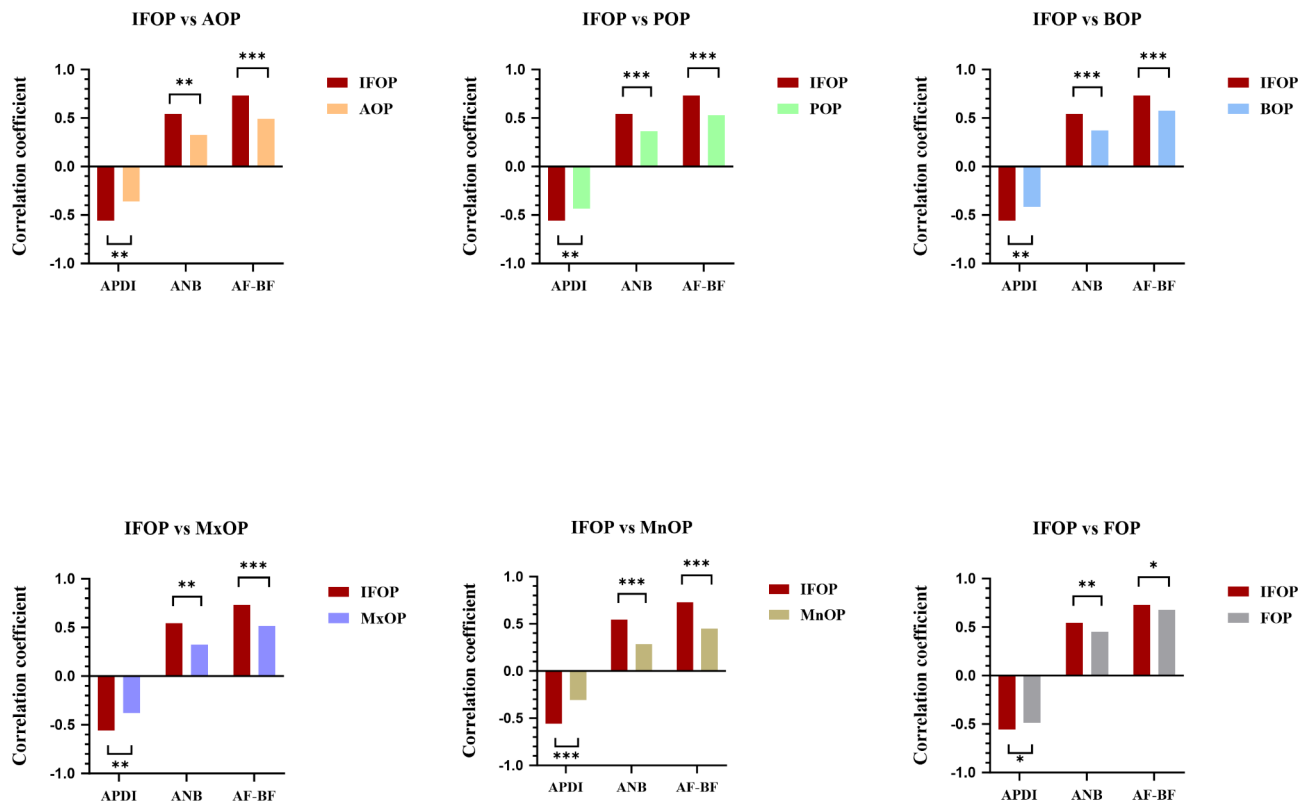 IFOP vs AOP
Correlation coefficient
1.0
0.5
0.0
-0.5
-1.0
**
**
***
APDI
ANB
AF-BF
IFOP
AOP
IFOP vs POP
Correlation coefficient
1.0
0.5
0.0
-0.5
-1.0
**
***
***
APDI
ANB
AF-BF
IFOP
POP
IFOP vs BOP
Correlation coefficient
1.0
0.5
0.0
-0.5
-1.0
**
***
***
APDI
ANB
AF-BF
IFOP
BOP
IFOP vs MxOP
Correlation coefficient
1.0
0.5
0.0
-0.5
-1.0
**
**
***
APDI
ANB
AF-BF
IFOP
MxOP
IFOP vs MnOP
Correlation coefficient
1.0
0.5
0.0
-0.5
-1.0
***
***
***
APDI
ANB
AF-BF
IFOP
MnOP
IFOP vs FOP
Correlation coefficient
1.0
0.5
0.0
-0.5
-1.0
*
**
*
APDI
ANB
AF-BF
IFOP
FOP